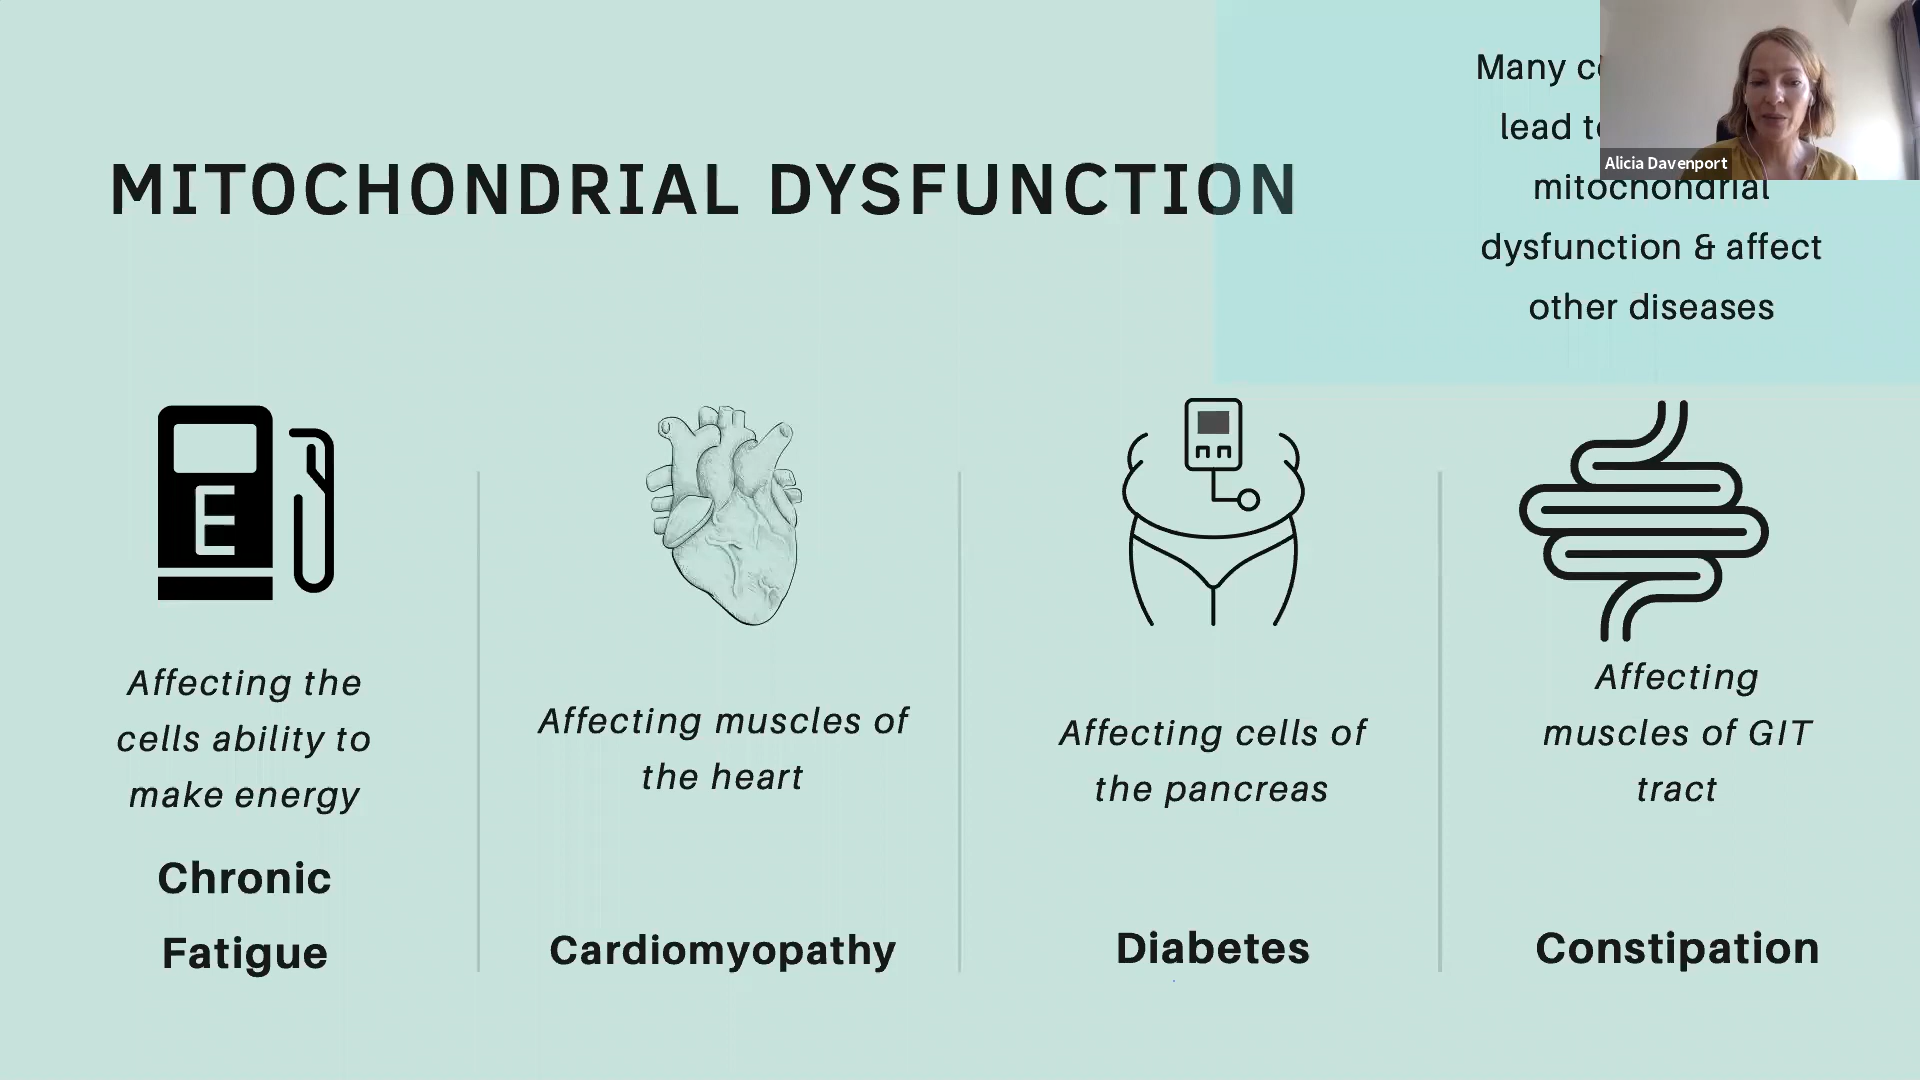 MITOCHONDRIAL DYSFUNCTION
Many
lead
mitochondrial
dysfunction & affect
other diseases
Alicia Davenport
E
Affecting the
cells ability to
make energy
Chronic
Fatigue
Affecting muscles of
the heart
Cardiomyopathy
Affecting cells of
the pancreas
Diabetes
Affecting
muscles of GIT
tract
Constipation